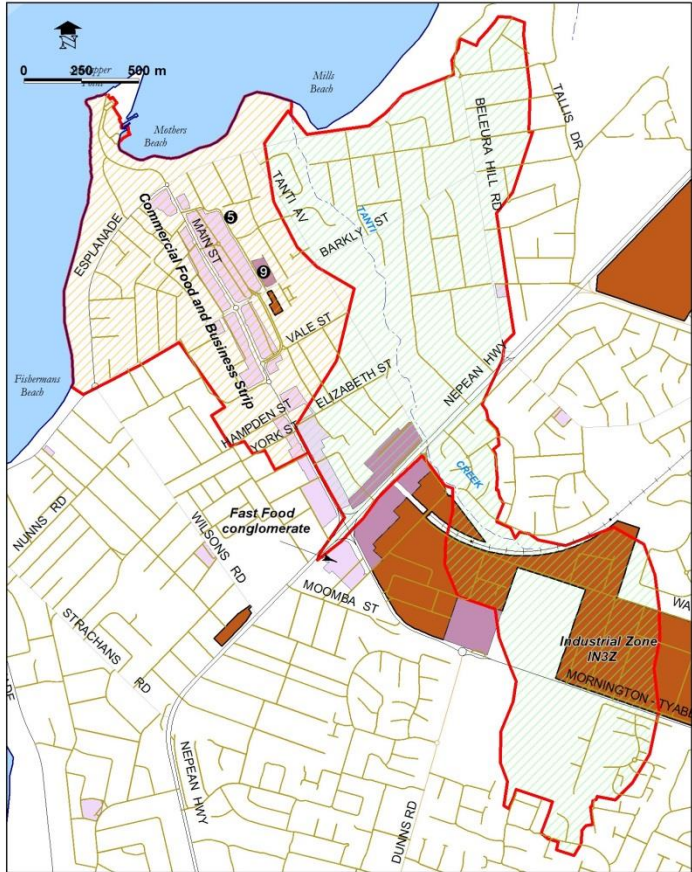 N
0 250 500 m
Mills
Beach
Mothers
Beach
TALLIS DR
BELEURA HILL RD
TANTI AV
TANTI
5
MAIN ST
BARKLY ST
ESPLANADE
9
Commercial Food and Business Strip
VALE ST
NEPEAN HWY
Fishermans
Beach
ELIZABETH ST
HAMPDEN ST
YORK ST
CREEK
NUNNS RD
WILSONS RD
Fast Food
conglomerate
MOOMBA ST
WA
STRACHANS RD
Industrial Zone
IN3Z
MORNINGTON - TYABB
NEPEAN HWY
DUNNS RD